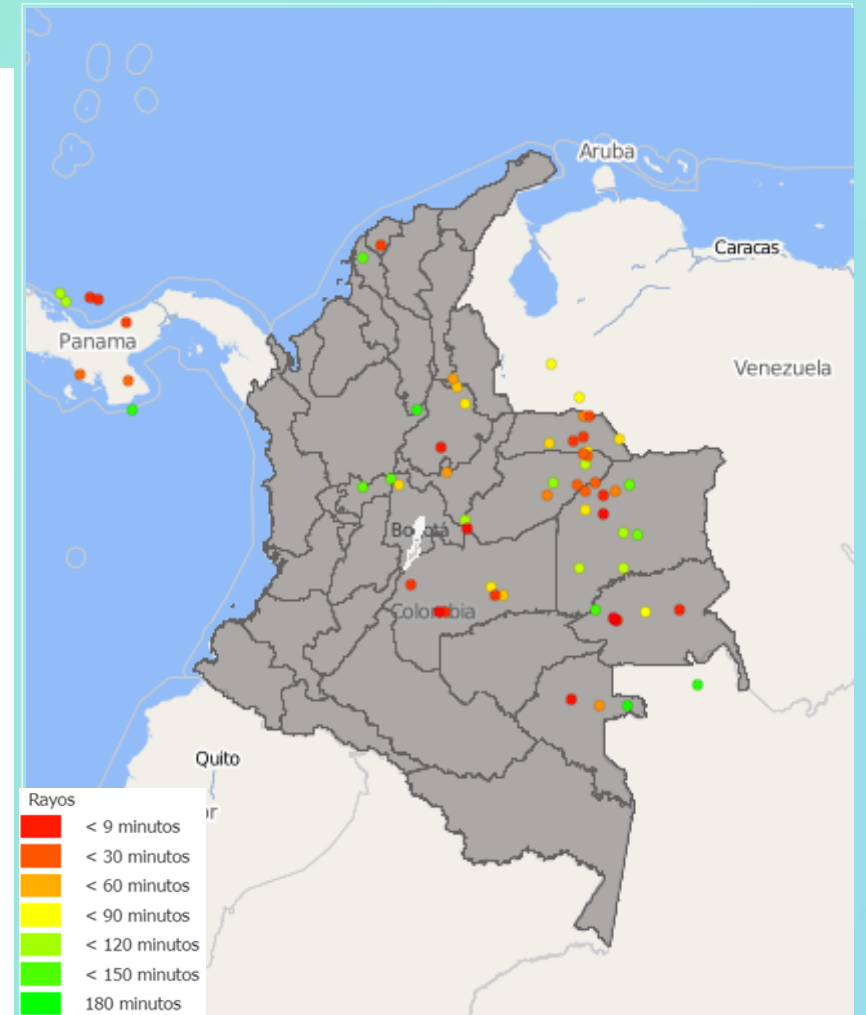 Aruba
Caracas
Panama
Venezuela
Bogotá
Colombia
Quito
or
Rayos
< 9 minutos
< 30 minutos
< 60 minutos
< 90 minutos
< 120 minutos
< 150 minutos
180 minutos